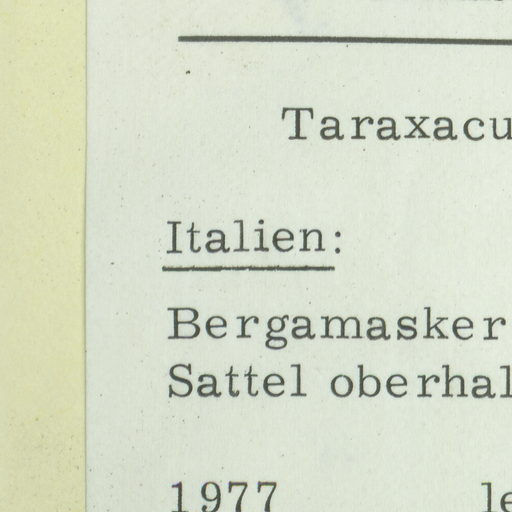 Taraxacu
Italien:
Bergamasker
Sattel oberhal
1977 le